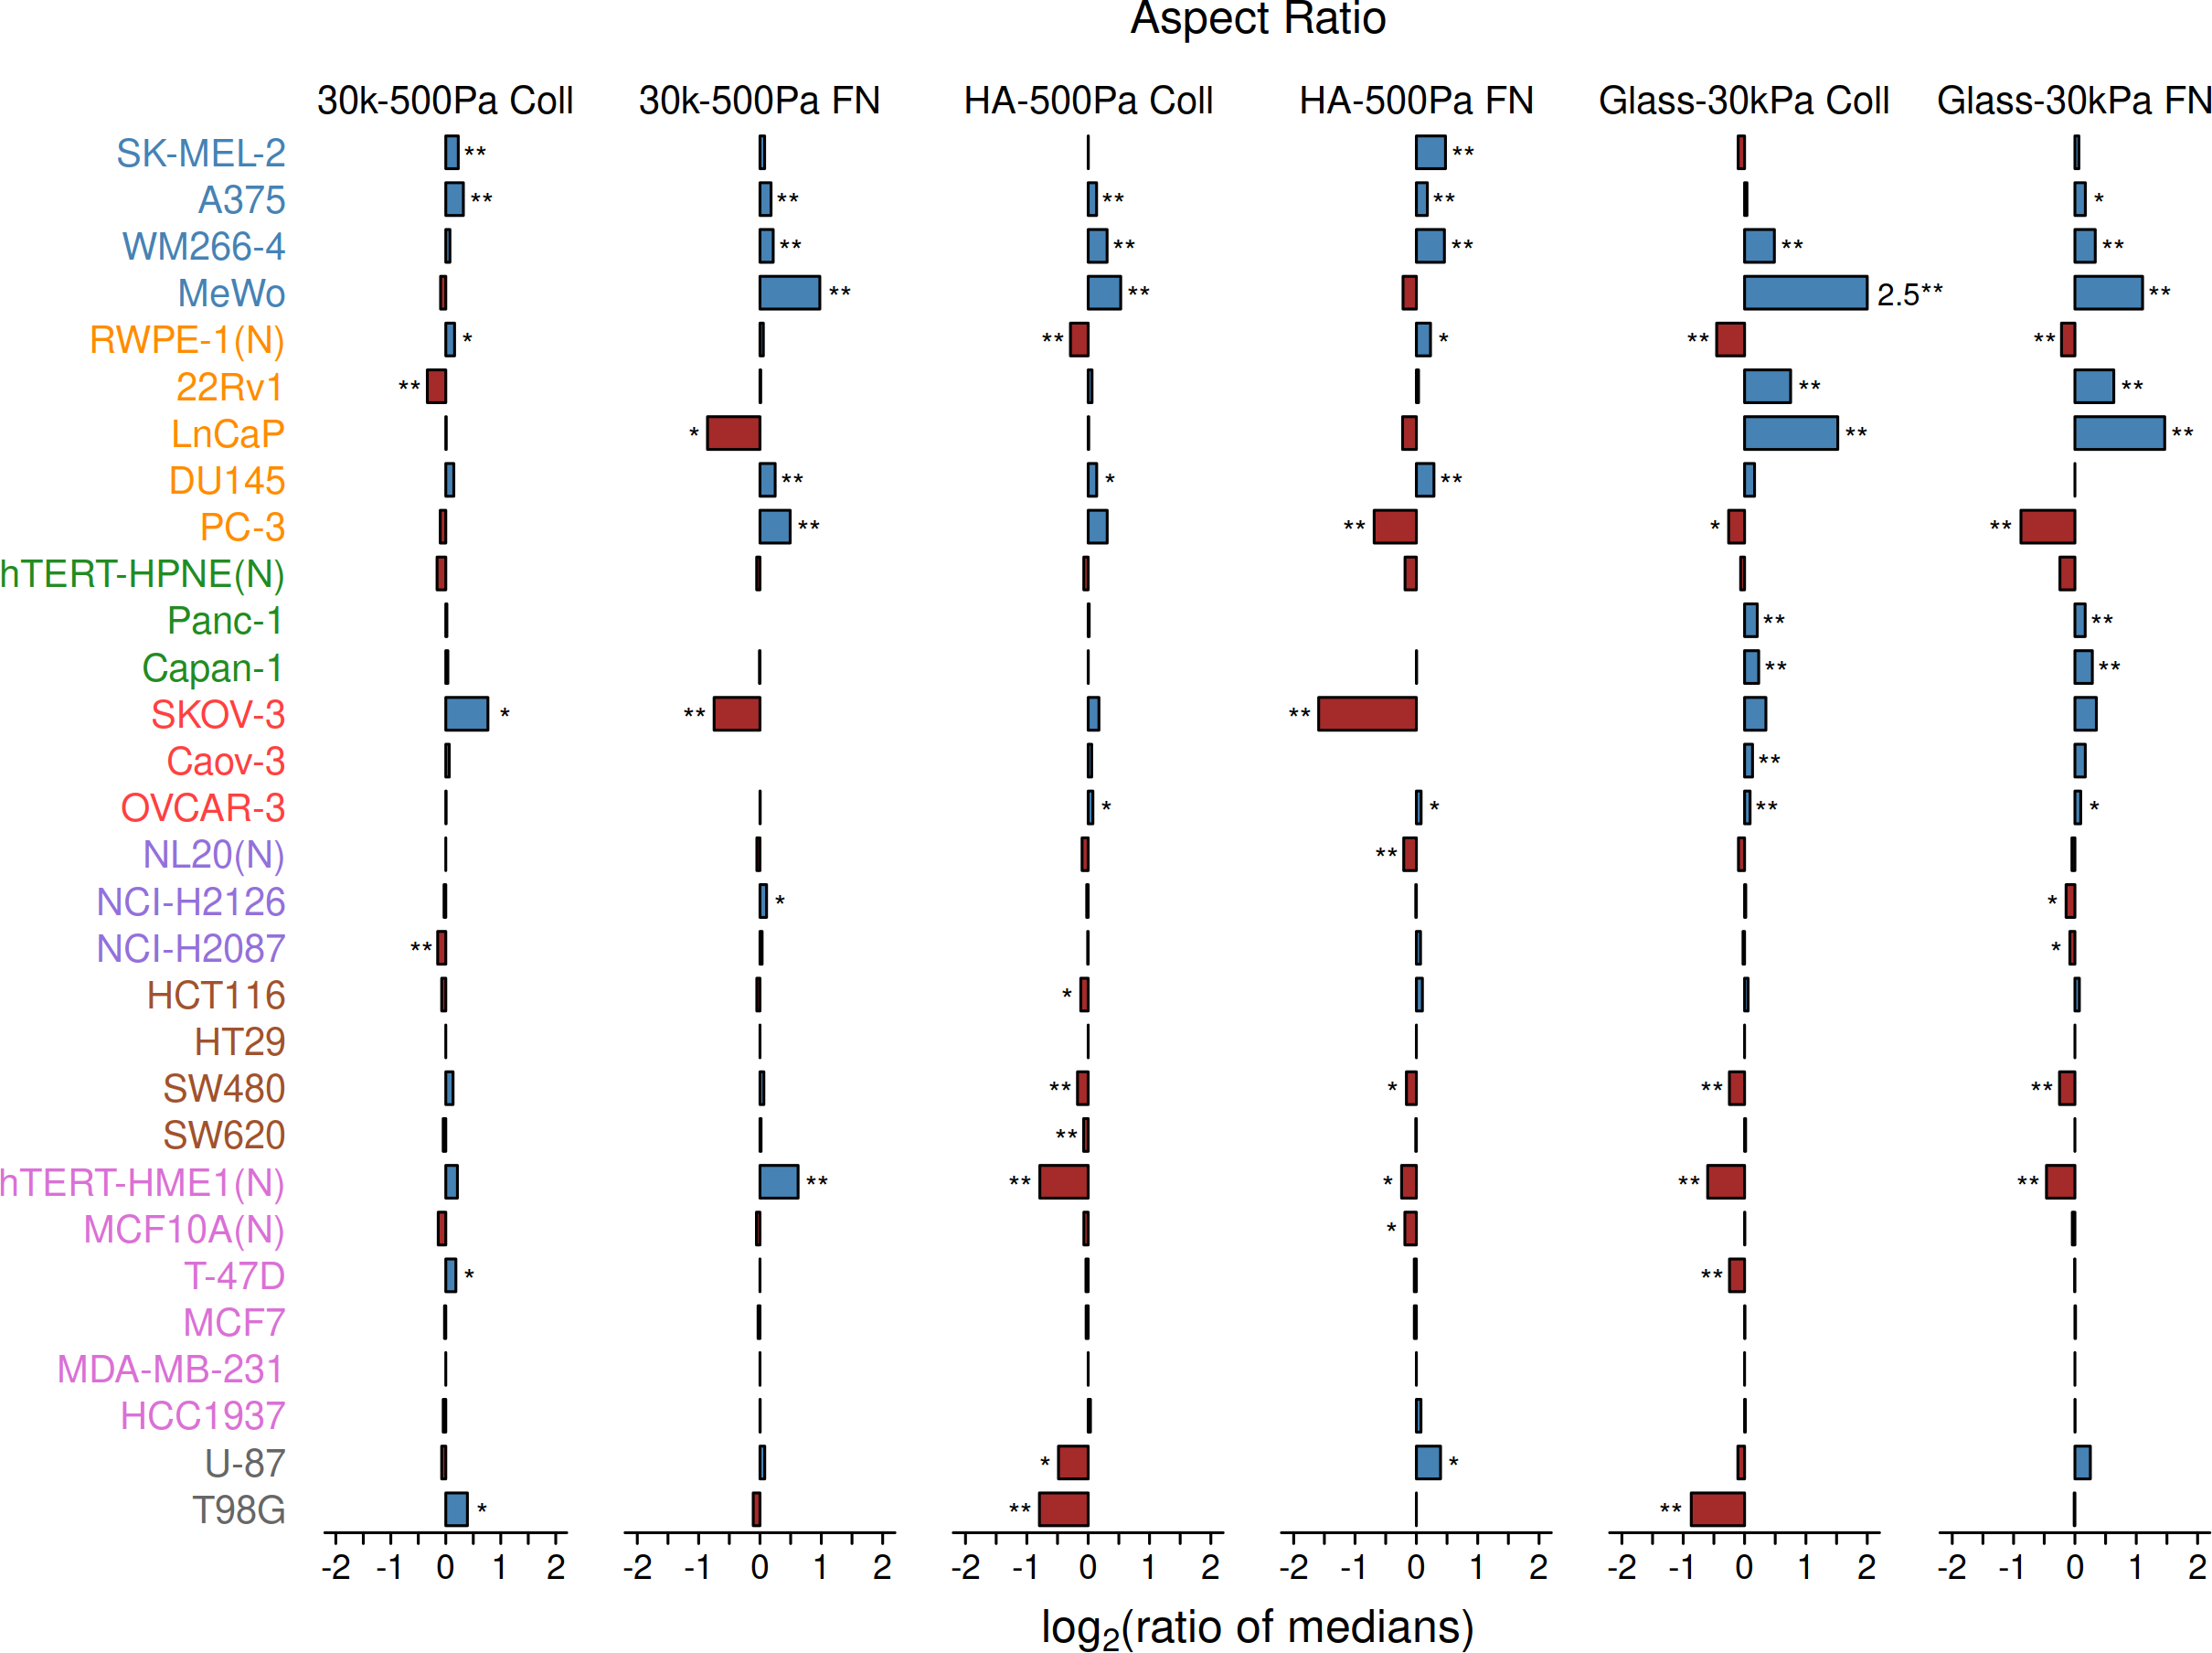 Aspect Ratio
30k-500Pa Coll 30k-500Pa FN HA-500Pa Coll HA-500Pa FN Glass-30kPa Coll Glass-30kPa FN
SK-MEL-2 ** **
A375 ** ** ** ** *
WM266-4 ** ** ** ** **
MeWo ** ** 2.5** **
RWPE-1(N) * ** * ** **
22Rv1 ** ** **
LnCaP * ** **
DU145 ** * **
PC-3 ** ** * **
hTERT-HPNE(N)
Panc-1 ** **
Capan-1 ** **
SKOV-3 * ** **
Caov-3 **
OVCAR-3 * * ** *
NL20(N) **
NCI-H2126 * *
NCI-H2087 ** *
HCT116 *
HT29
SW480 ** * ** **
SW620 **
hTERT-HME1(N) ** ** * ** **
MCF10A(N) *
T-47D * **
MCF7
MDA-MB-231
HCC1937
U-87 * *
T98G * ** **
-2 -1 0 1 2 -2 -1 0 1 2 -2 -1 0 1 2 -2 -1 0 1 2 -2 -1 0 1 2 -2 -1 0 1 2
log2(ratio of medians)